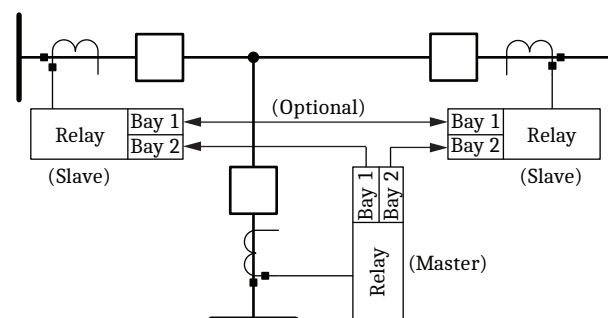 (Optional)
Relay
Bay 1
Bay 2
(Slave)
Bay 1
Bay 2
Relay
(Slave)
Bay 1
Bay 2
Relay
(Master)